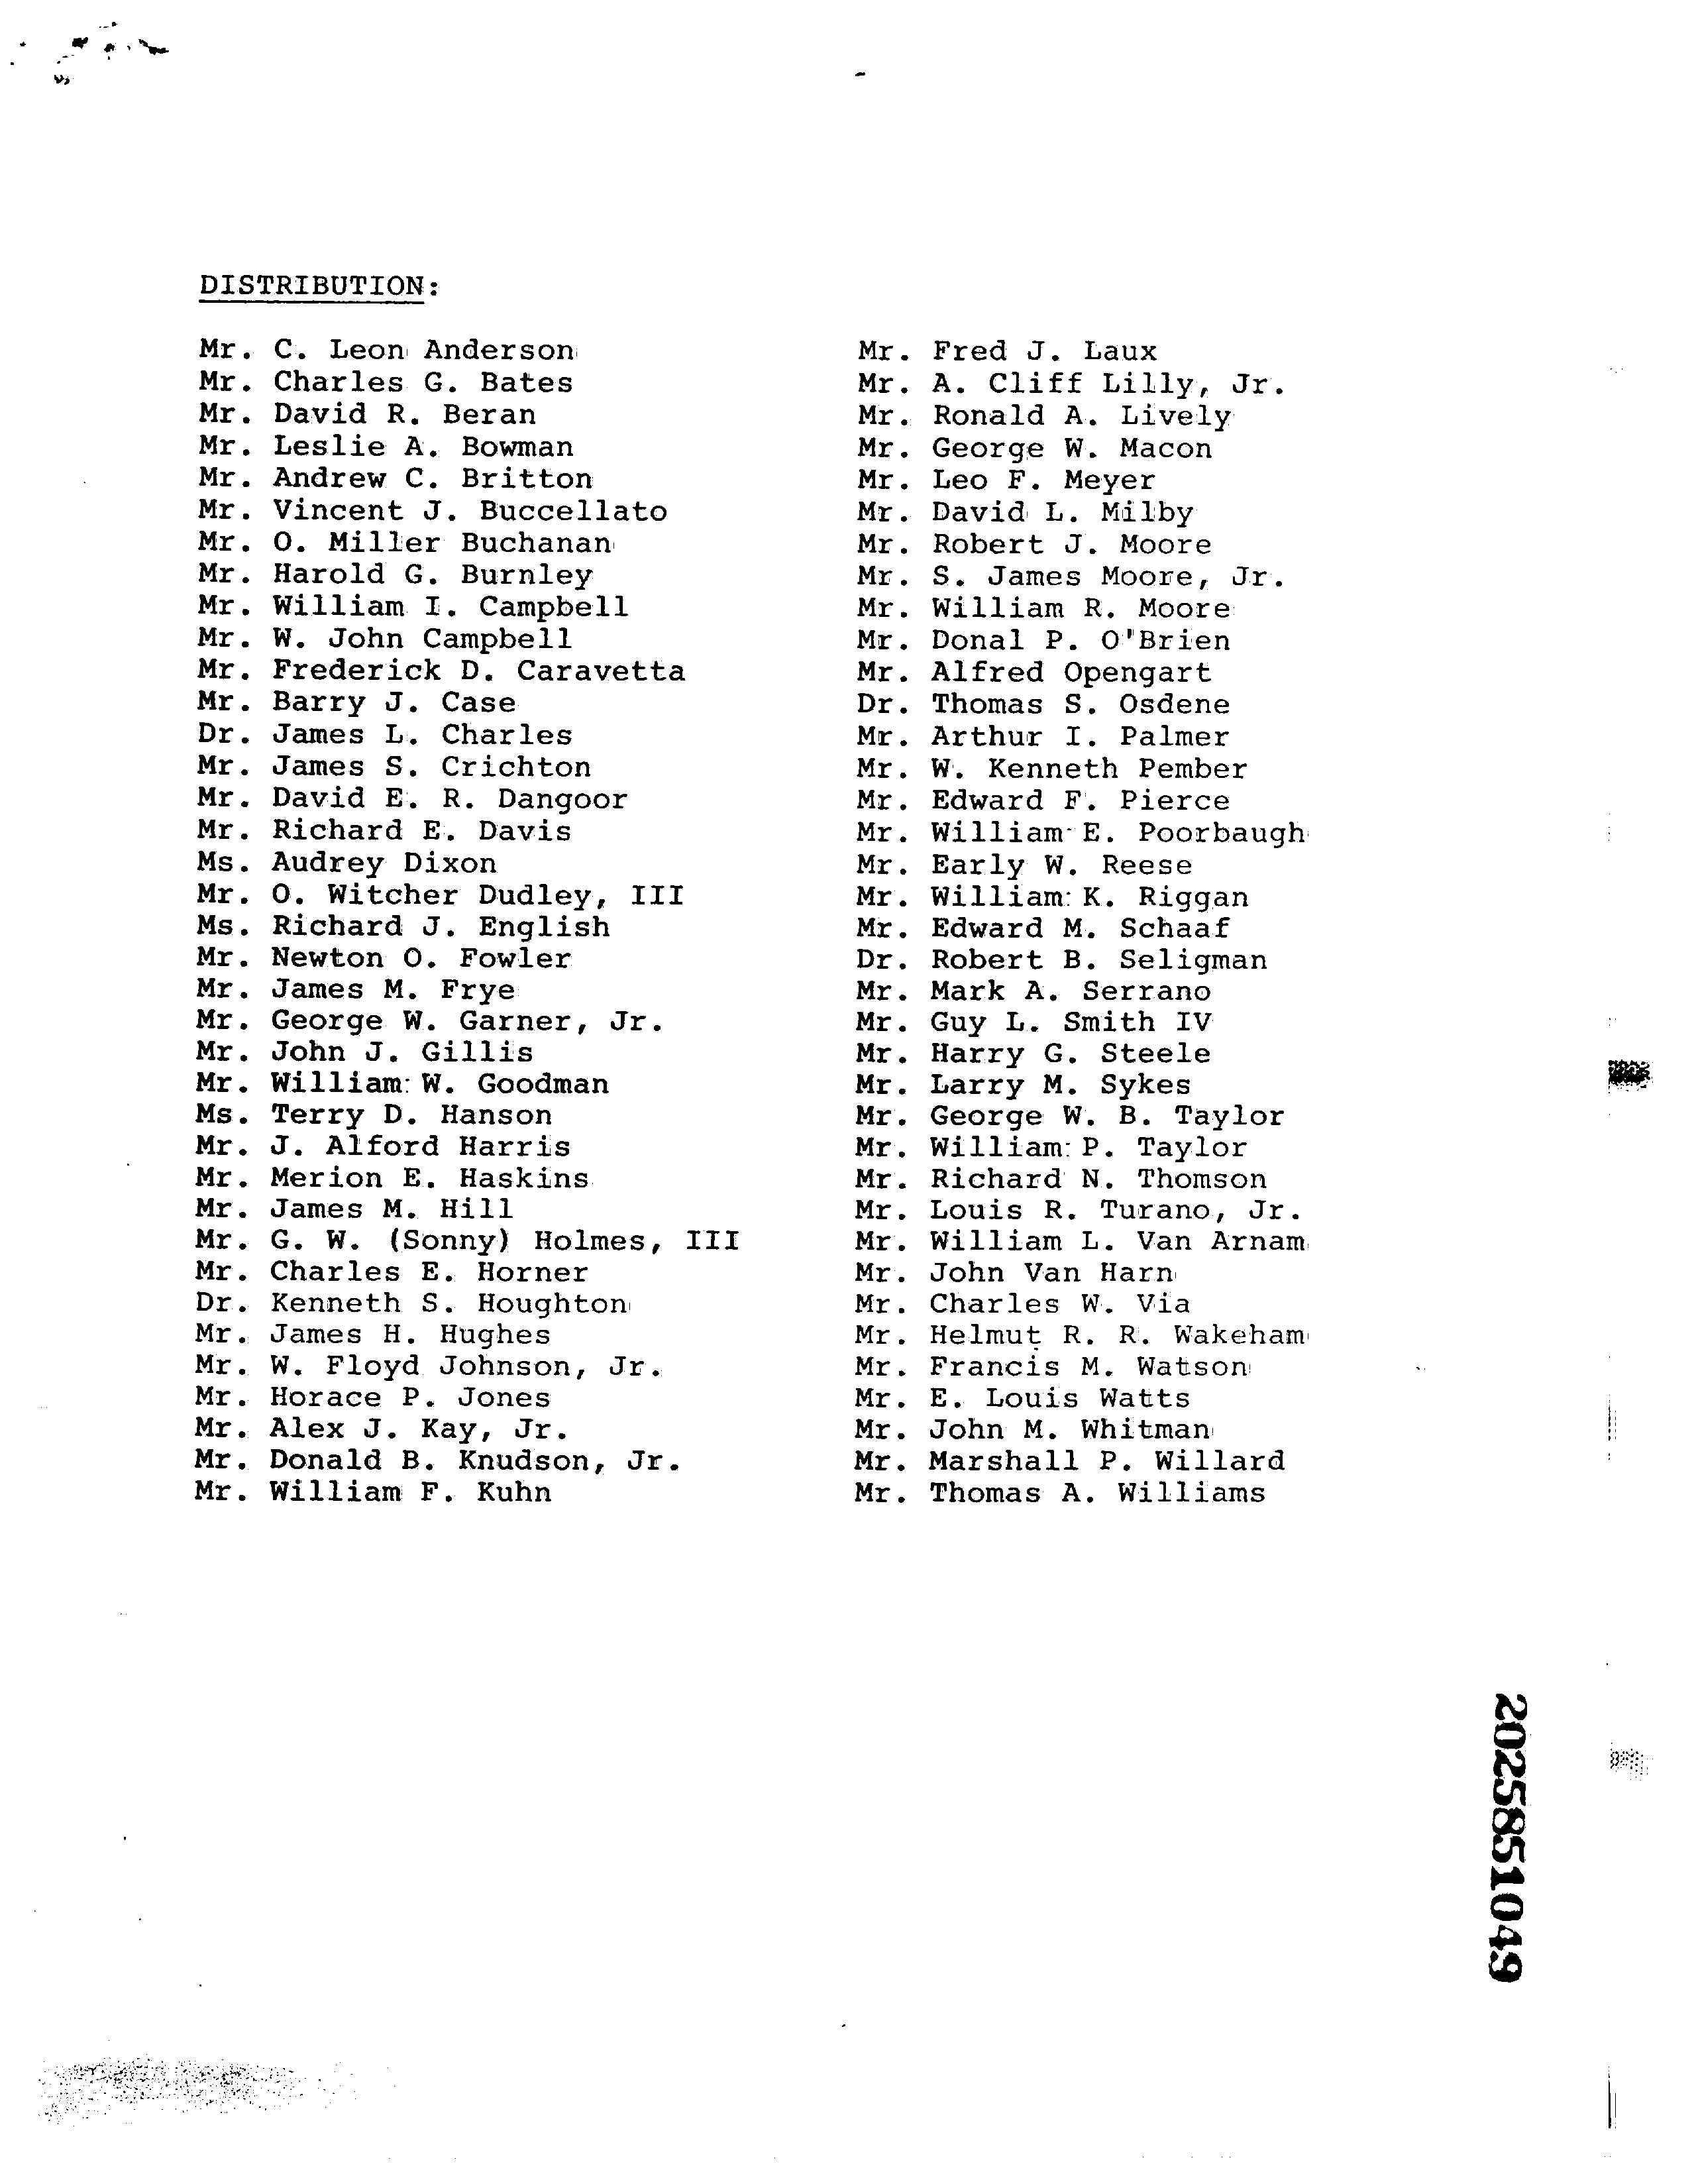 DISTRIBUTION:
Mr. C. Leon Anderson
Mr. Charles G. Bates
Mr. David R. Beran
Mr. Leslie A. Bowman
Mr. Andrew C. Britton
Mr. Vincent J. Buccellato
Mr. O. Miller Buchanan
Mr. Harold G. Burnley
Mr. William I. Campbell
Mr. W. John Campbell
Mr. Frederick D. Caravetta
Mr. Barry J. Case
Dr. James L. Charles
Mr. James S. Crichton
Mr. David E. R. Dangoor
Mr. Richard E. Davis
Ms. Audrey Dixon
Mr. O. Witcher Dudley, III
Ms. Richard J. English
Mr. Newton O. Fowler
Mr. James M. Frye
Mr. George W. Garner, Jr.
Mr. John J. Gillis
Mr. William W. Goodman
Ms. Terry D. Hanson
Mr. J. Alford Harris
Mr. Merion E. Haskins
Mr. James M. Hill
Mr. G. W. (Sonny) Holmes, III
Mr. Charles E. Horner
Dr. Kenneth S. Houghton
Mr. James H. Hughes
Mr. W. Floyd Johnson, Jr.
Mr. Horace P. Jones
Mr. Alex J. Kay, Jr.
Mr. Donald B. Knudson, Jr.
Mr. William F. Kuhn
Mr. Fred J. Laux
Mr. A. Cliff Lilly, Jr.
Mr. Ronald A. Lively
Mr. George W. Macon
Mr. Leo F. Meyer
Mr. David L. Milby
Mr. Robert J. Moore
Mr. S. James Moore, Jr.
Mr. William R. Moore
Mr. Donal P. O'Brien
Mr. Alfred Opengart
Dr. Thomas S. Osdene
Mr. Arthur I. Palmer
Mr. W. Kenneth Pember
Mr. Edward F. Pierce
Mr. William E. Poorbaugh
Mr. Early W. Reese
Mr. William K. Riggan
Mr. Edward M. Schaaf
Dr. Robert B. Seligman
Mr. Mark A. Serrano
Mr. Guy L. Smith IV
Mr. Harry G. Steele
Mr. Larry M. Sykes
Mr. George W. B. Taylor
Mr. William P. Taylor
Mr. Richard N. Thomson
Mr. Louis R. Turano, Jr.
Mr. William L. Van Arnam
Mr. John Van Harn
Mr. Charles W. Via
Mr. Helmut R. R. Wakeham
Mr. Francis M. Watson
Mr. E. Louis Watts
Mr. John M. Whitman
Mr. Marshall P. Willard
Mr. Thomas A. Williams
2025851049